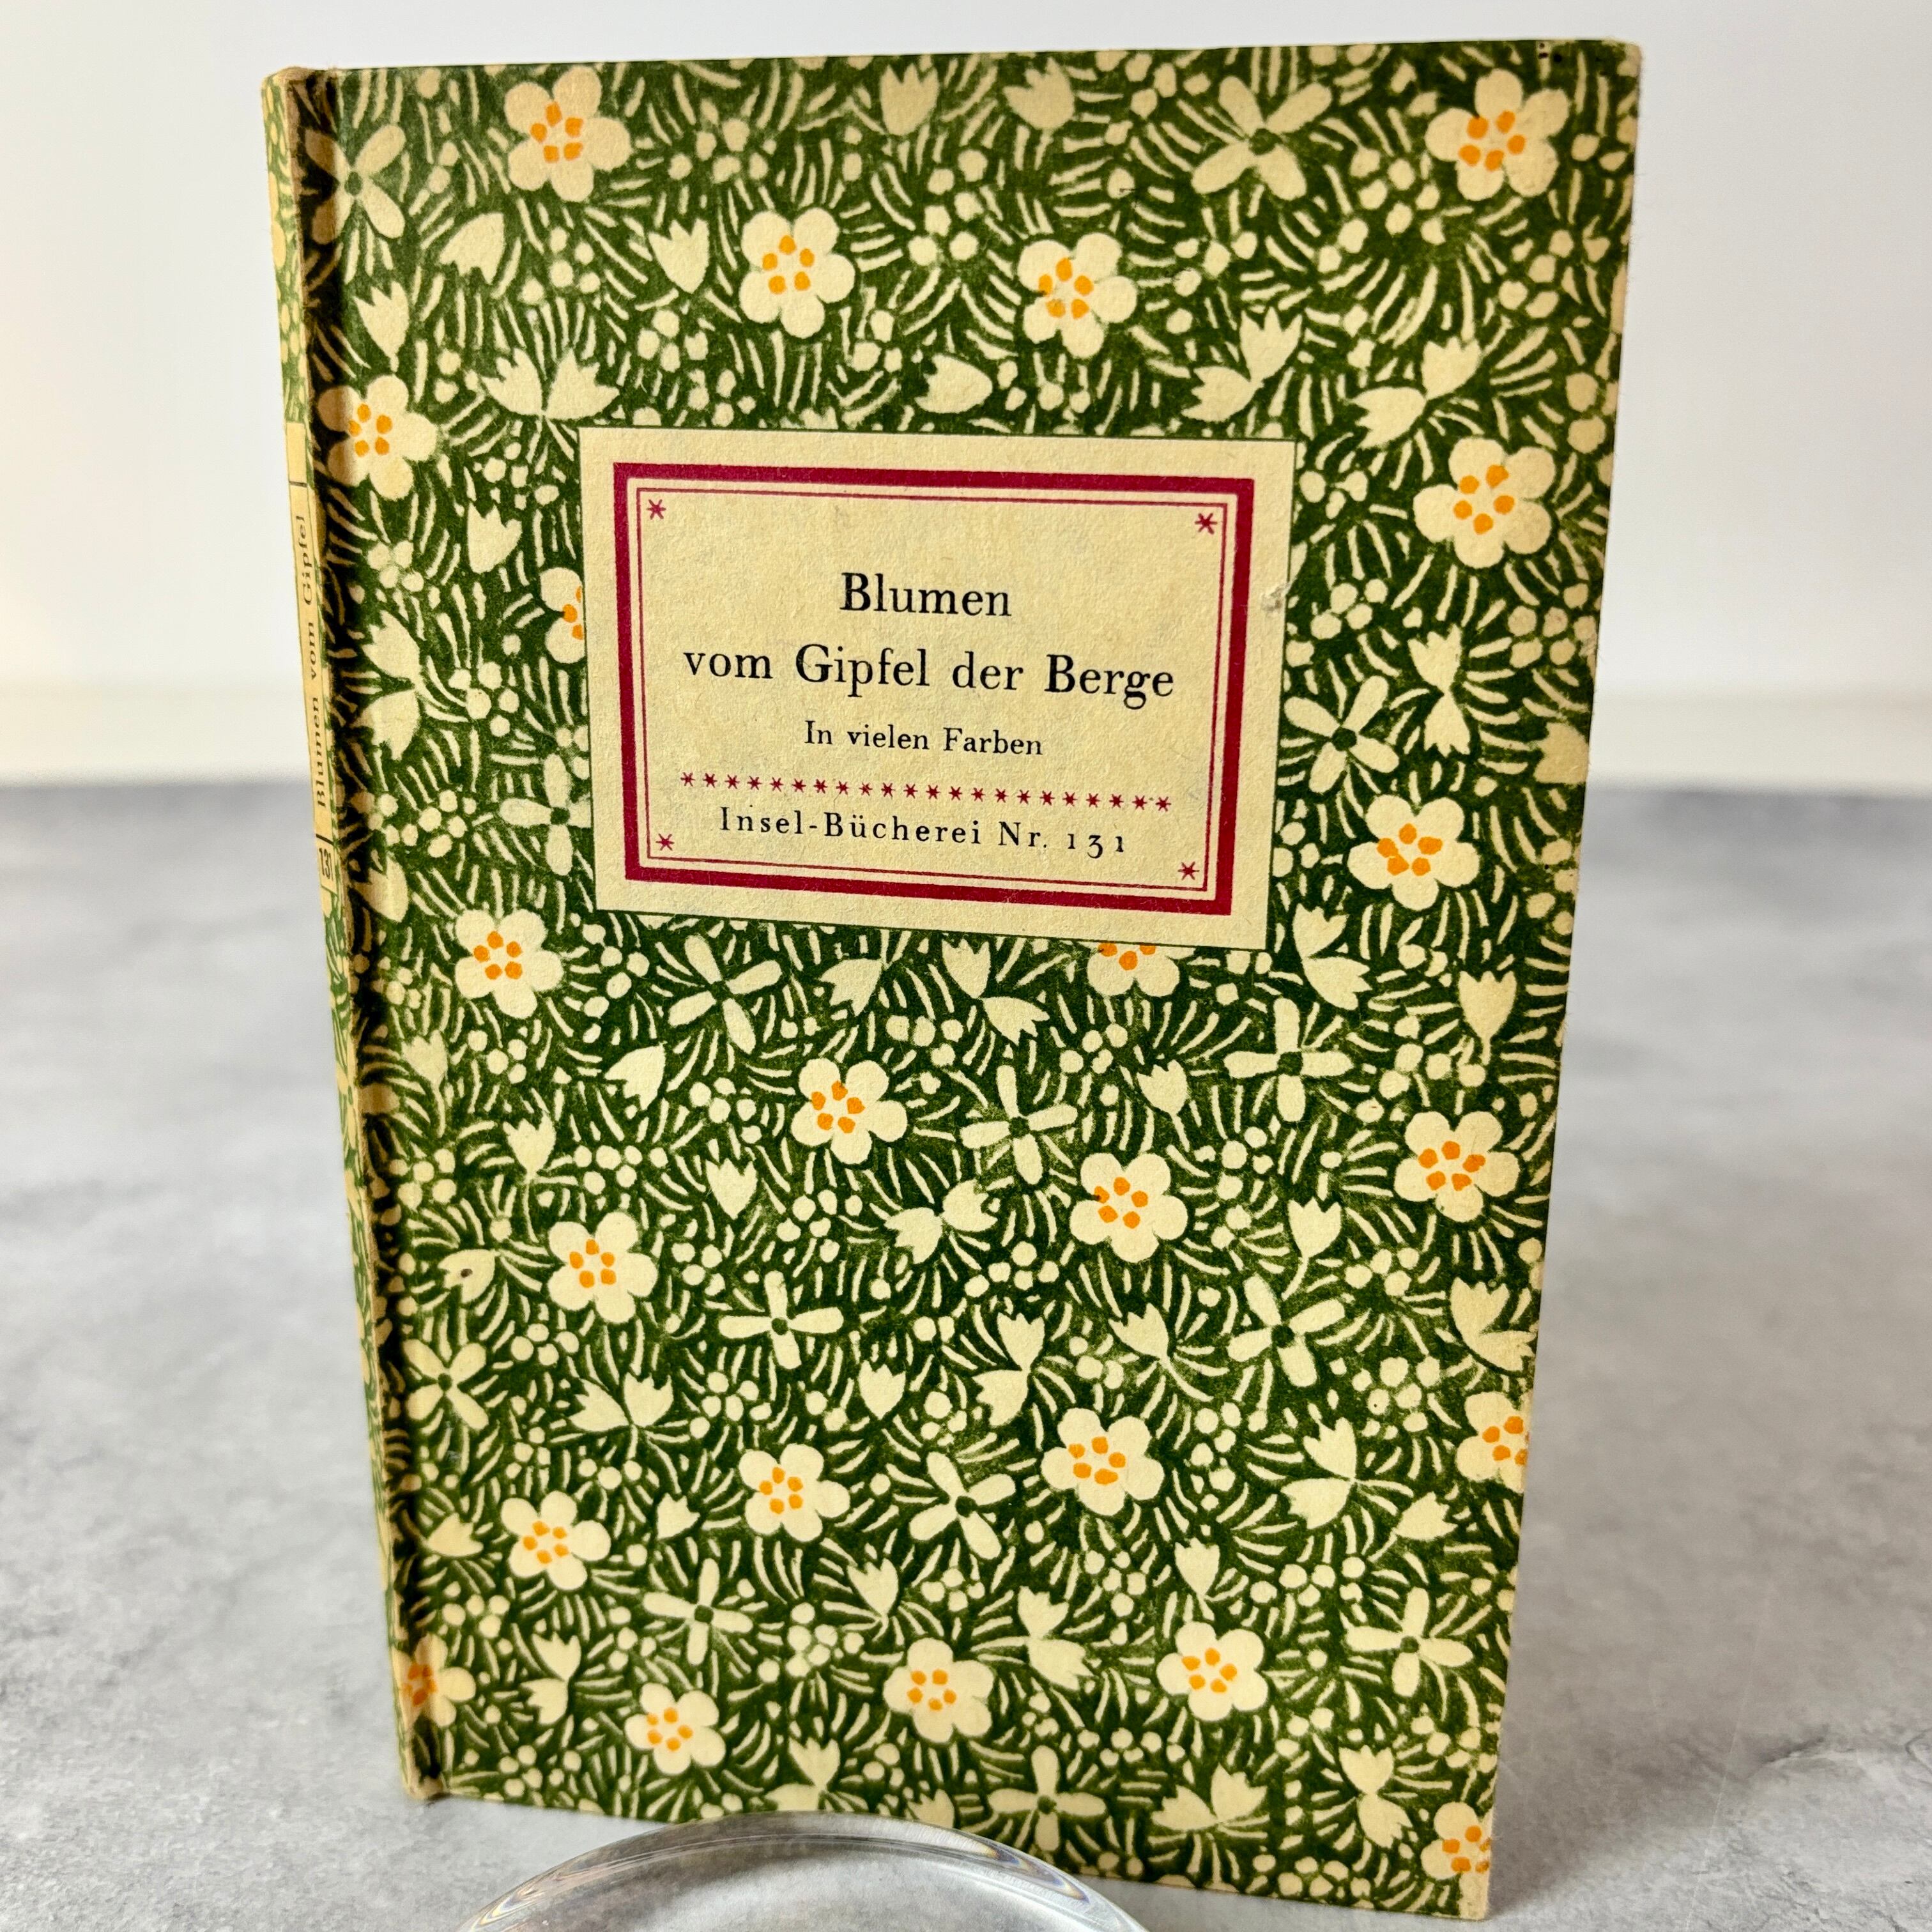 Blumen
vom Gipfel der Berge
In vielen Farben
Insel-Bücherei Nr. 131
Blumen vom Gipfel
131